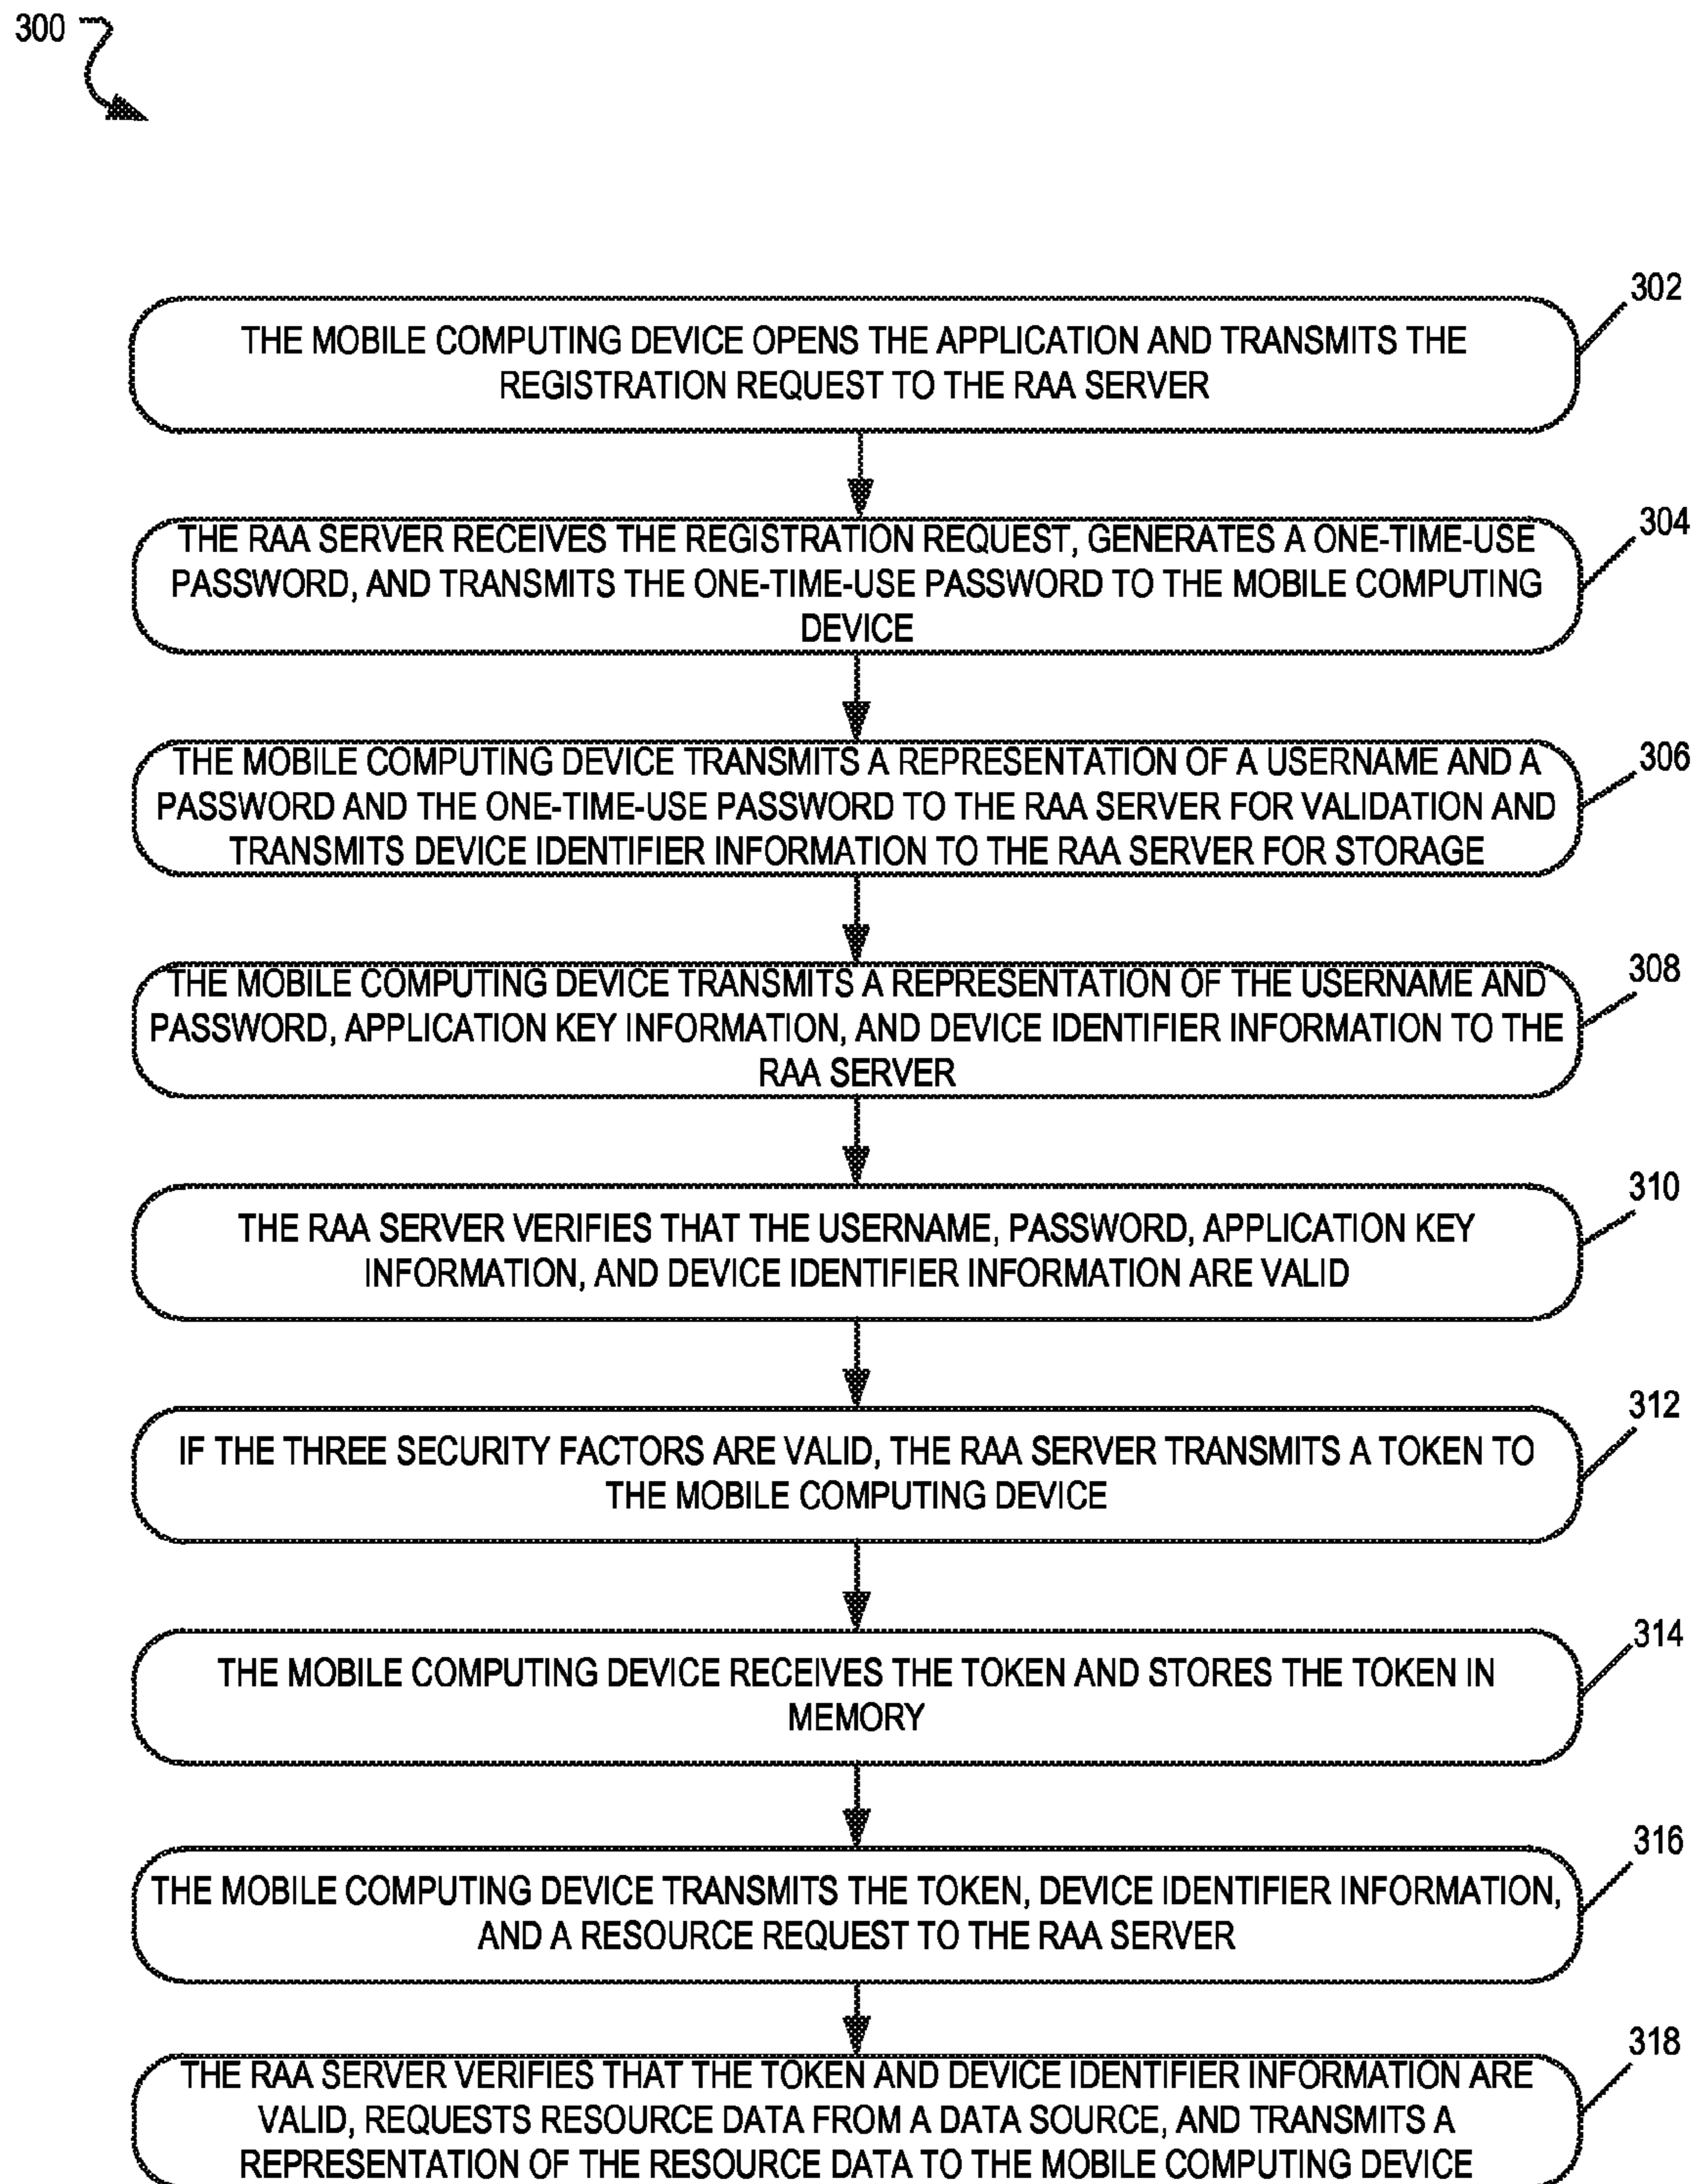 300
302
THE MOBILE COMPUTING DEVICE OPENS THE APPLICATION AND TRANSMITS THE
REGISTRATION REQUEST TO THE RAA SERVER
304
THE RAA SERVER RECEIVES THE REGISTRATION REQUEST, GENERATES A ONE-TIME-USE
PASSWORD, AND TRANSMITS THE ONE-TIME-USE PASSWORD TO THE MOBILE COMPUTING
DEVICE
306
THE MOBILE COMPUTING DEVICE TRANSMITS A REPRESENTATION OF A USERNAME AND A
PASSWORD AND THE ONE-TIME-USE PASSWORD TO THE RAA SERVER FOR VALIDATION AND
TRANSMITS DEVICE IDENTIFIER INFORMATION TO THE RAA SERVER FOR STORAGE
308
THE MOBILE COMPUTING DEVICE TRANSMITS A REPRESENTATION OF THE USERNAME AND
PASSWORD, APPLICATION KEY INFORMATION, AND DEVICE IDENTIFIER INFORMATION TO THE
RAA SERVER
310
THE RAA SERVER VERIFIES THAT THE USERNAME, PASSWORD, APPLICATION KEY
INFORMATION, AND DEVICE IDENTIFIER INFORMATION ARE VALID
312
IF THE THREE SECURITY FACTORS ARE VALID, THE RAA SERVER TRANSMITS A TOKEN TO
THE MOBILE COMPUTING DEVICE
314
THE MOBILE COMPUTING DEVICE RECEIVES THE TOKEN AND STORES THE TOKEN IN
MEMORY
316
THE MOBILE COMPUTING DEVICE TRANSMITS THE TOKEN, DEVICE IDENTIFIER INFORMATION,
AND A RESOURCE REQUEST TO THE RAA SERVER
318
THE RAA SERVER VERIFIES THAT THE TOKEN AND DEVICE IDENTIFIER INFORMATION ARE
VALID, REQUESTS RESOURCE DATA FROM A DATA SOURCE, AND TRANSMITS A
REPRESENTATION OF THE RESOURCE DATA TO THE MOBILE COMPUTING DEVICE